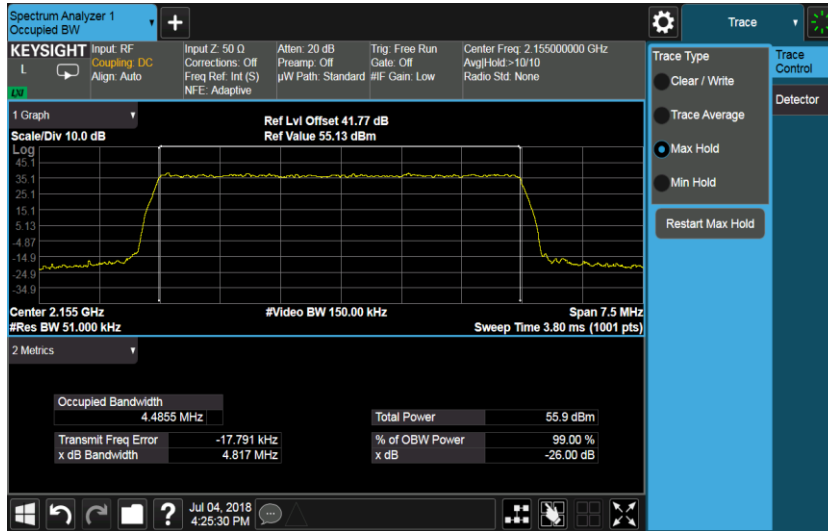 Spectrum Analyzer 1
Occupied BW
+
Trace
KEYSIGHT
L
LXI
Input: RF
Coupling: DC
Align: Auto
Input Z: 50 Ω
Corrections: Off
Freq Ref: Int (S)
NFE: Adaptive
Atten: 20 dB
Preamp: Off
µW Path: Standard
Trig: Free Run
Gate: Off
#IF Gain: Low
Center Freq: 2.155000000 GHz
Avg|Hold:>10/10
Radio Std: None
Trace Type
Clear / Write
Trace Average
Max Hold
Min Hold
Restart Max Hold
Trace
Control
Detector
1 Graph
Scale/Div 10.0 dB
Ref Lvl Offset 41.77 dB
Ref Value 55.13 dBm
Log
45.1
35.1
25.1
15.1
5.13
-4.87
-14.9
-24.9
-34.9
Center 2.155 GHz
#Res BW 51.000 kHz
#Video BW 150.00 kHz
Span 7.5 MHz
Sweep Time 3.80 ms (1001 pts)
2 Metrics
Occupied Bandwidth
4.4855 MHz
Transmit Freq Error -17.791 kHz
x dB Bandwidth 4.817 MHz
Total Power 55.9 dBm
% of OBW Power 99.00 %
x dB -26.00 dB
?
Jul 04, 2018
4:25:30 PM